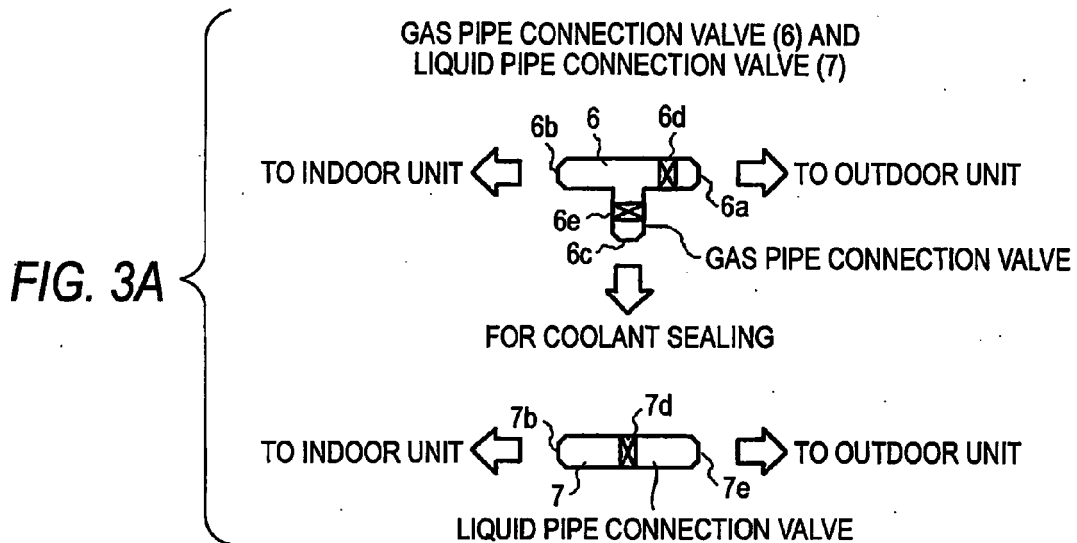 GAS PIPE CONNECTION VALVE (6) AND
LIQUID PIPE CONNECTION VALVE (7)
6b 6 6d
TO INDOOR UNIT TO OUTDOOR UNIT
6a
6e
6c
GAS PIPE CONNECTION VALVE
FIG. 3A
FOR COOLANT SEALING
7b 7d
TO INDOOR UNIT TO OUTDOOR UNIT
7 7e
LIQUID PIPE CONNECTION VALVE